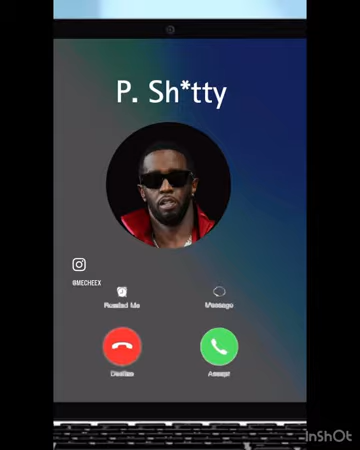 P. Sh*tty
@MECHEEX
Remind Me
Message
Decline
Accept
InShOt